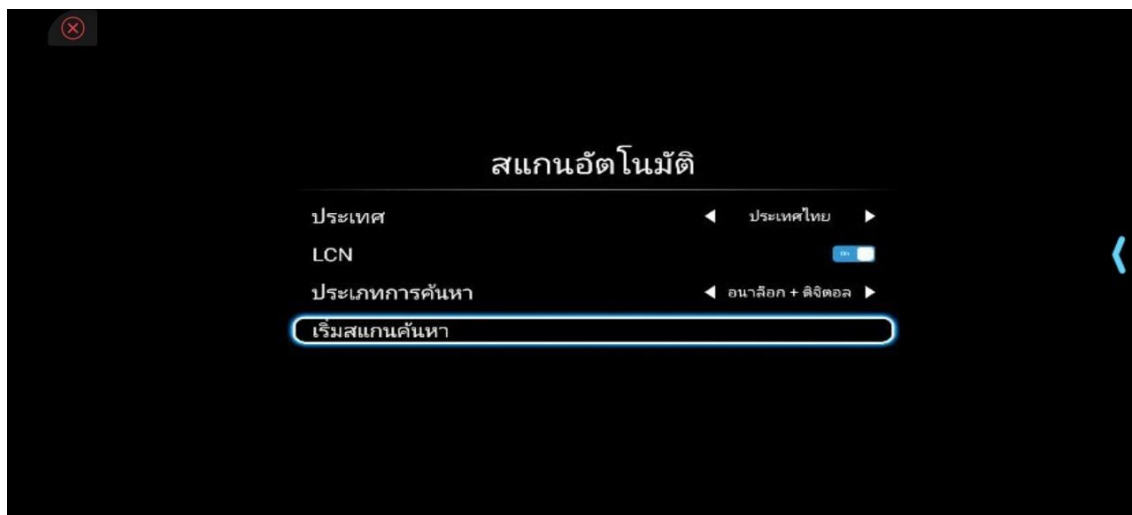 สแกนอัตโนมัติ
ประเทศ ประเทศไทย
LCN On
ประเภทการค้นหา อนาล็อก + ดิจิตอล
เริ่มสแกนค้นหา